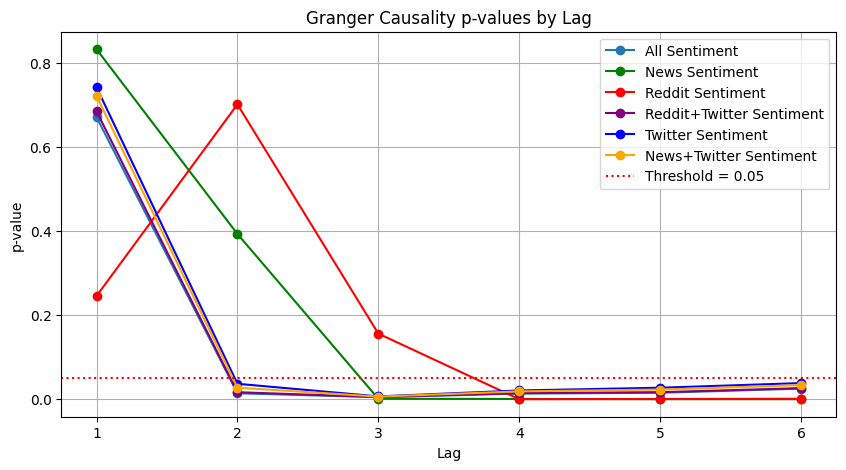 Granger Causality p-values by Lag
p-value
0.8
0.6
0.4
0.2
0.0
All Sentiment
News Sentiment
Reddit Sentiment
Reddit+Twitter Sentiment
Twitter Sentiment
News+Twitter Sentiment
Threshold = 0.05
1 2 3 4 5 6
Lag